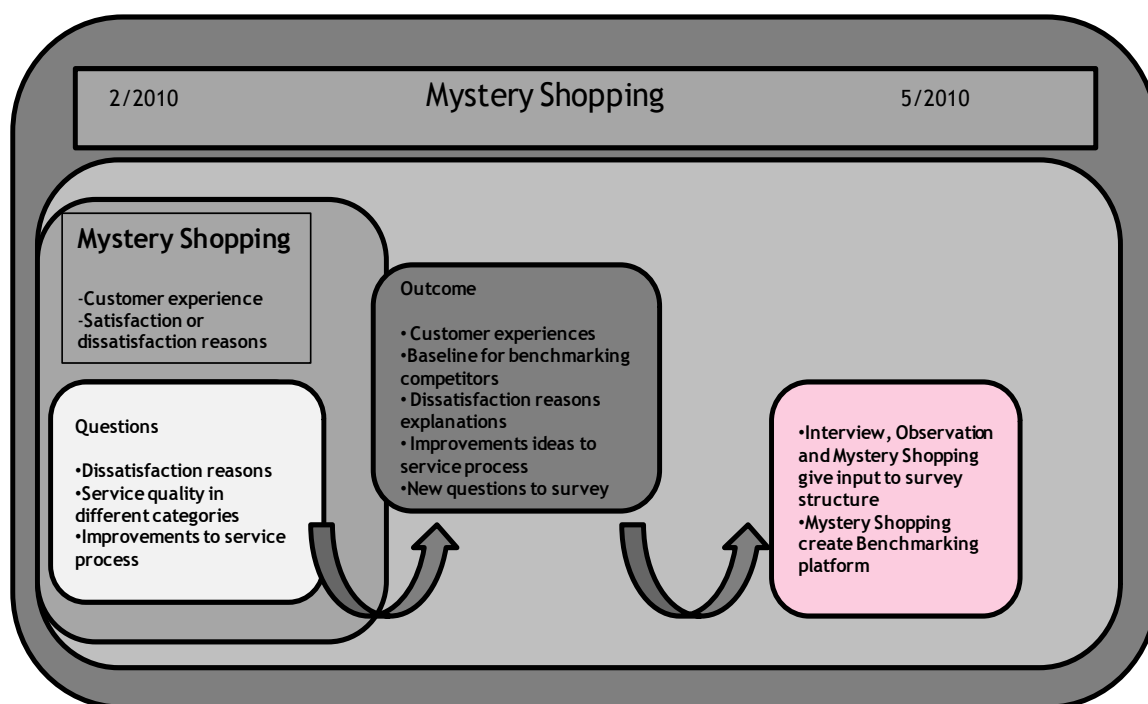 2/2010 Mystery Shopping 5/2010
Mystery Shopping
-Customer experience
-Satisfaction or
dissatisfaction reasons
Questions
•Dissatisfaction reasons
•Service quality in
different categories
•Improvements to service
process
Outcome
• Customer experiences
•Baseline for benchmarking
competitors
• Dissatisfaction reasons
explanations
• Improvements ideas to
service process
•New questions to survey
•Interview, Observation
and Mystery Shopping
give input to survey
structure
•Mystery Shopping
create Benchmarking
platform